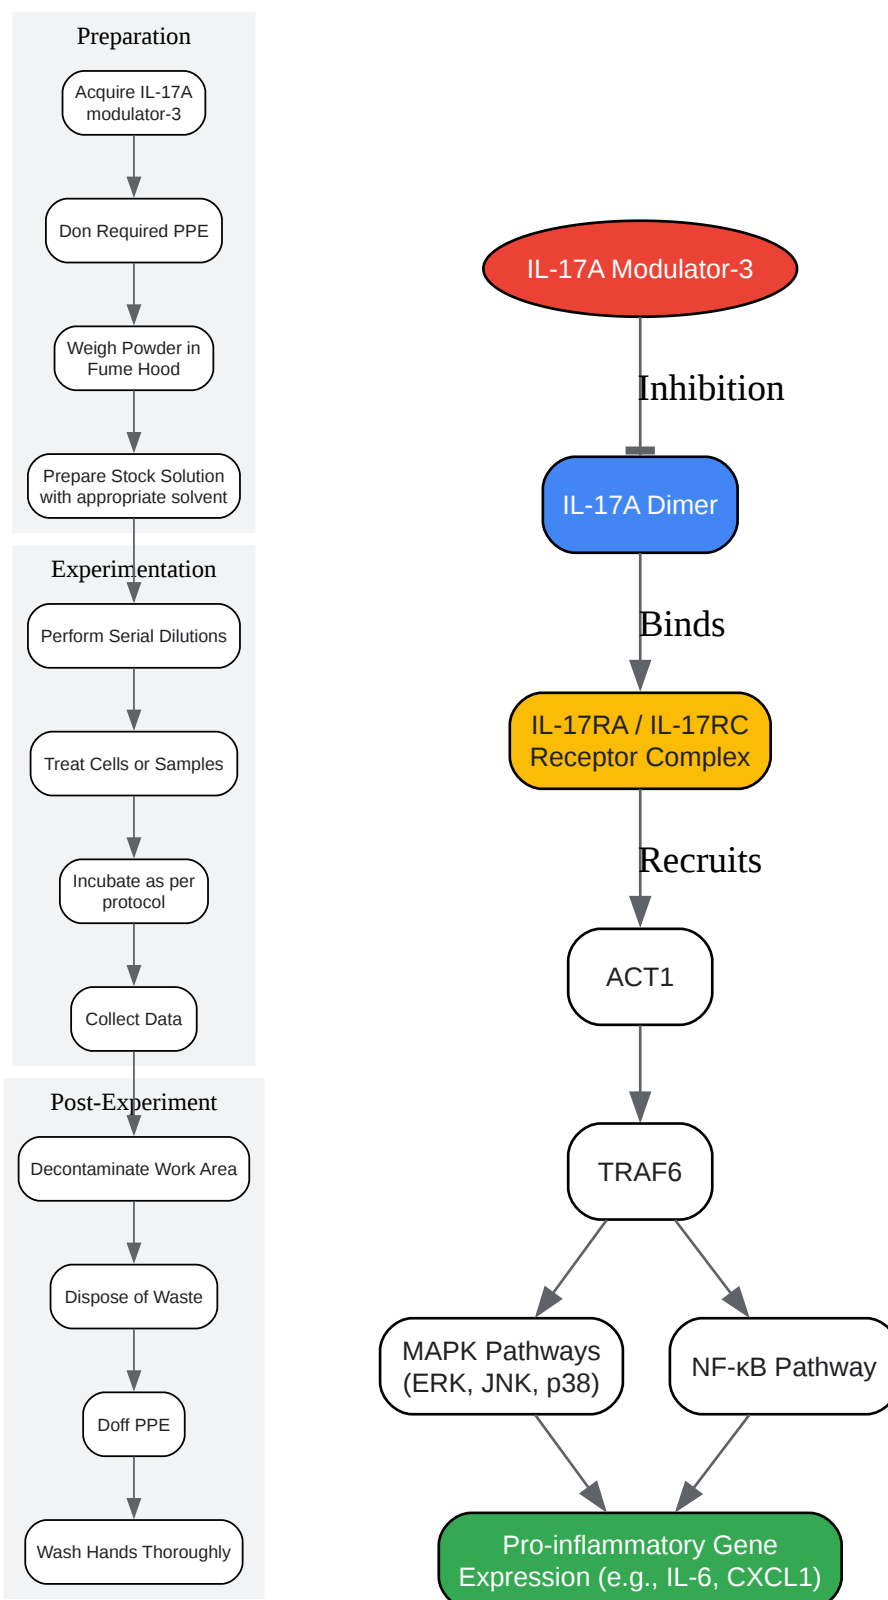 Preparation
Acquire IL-17A
modulator-3
Don Required PPE
Weigh Powder in
Fume Hood
Prepare Stock Solution
with appropriate solvent
Experimentation
Perform Serial Dilutions
Treat Cells or Samples
Incubate as per
protocol
Collect Data
Post-Experiment
Decontaminate Work Area
Dispose of Waste
Doff PPE
Wash Hands Thoroughly
IL-17A Modulator-3
Inhibition
IL-17A Dimer
Binds
IL-17RA / IL-17RC
Receptor Complex
Recruits
ACT1
TRAF6
MAPK Pathways
(ERK, JNK, p38)
NF-κB Pathway
Pro-inflammatory Gene
Expression (e.g., IL-6, CXCL1)